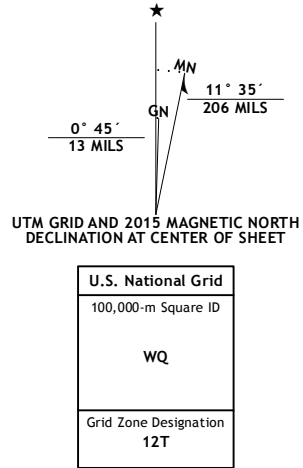 MN
GN
11° 35´
206 MILS
0° 45´
13 MILS
UTM GRID AND 2015 MAGNETIC NORTH
DECLINATION AT CENTER OF SHEET
U.S. National Grid
100,000-m Square ID
WQ
Grid Zone Designation
12T